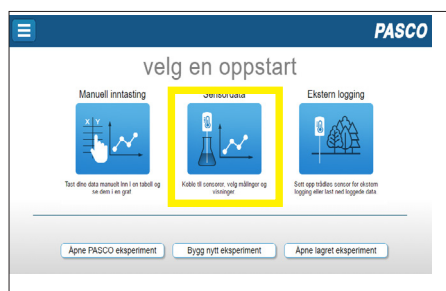 PASCO
velg en oppstart
Manuell inntasting
Sensordata
Ekstern logging
X Y
Tast dine data manuelt inn i en tabell og
se dem i en graf
Koble til sensorer, velg målinger og
visninger
Sett opp trådløs sensor for ekstern
logging eller last ned loggede data
Åpne PASCO eksperiment
Bygg nytt eksperiment
Åpne lagret eksperiment